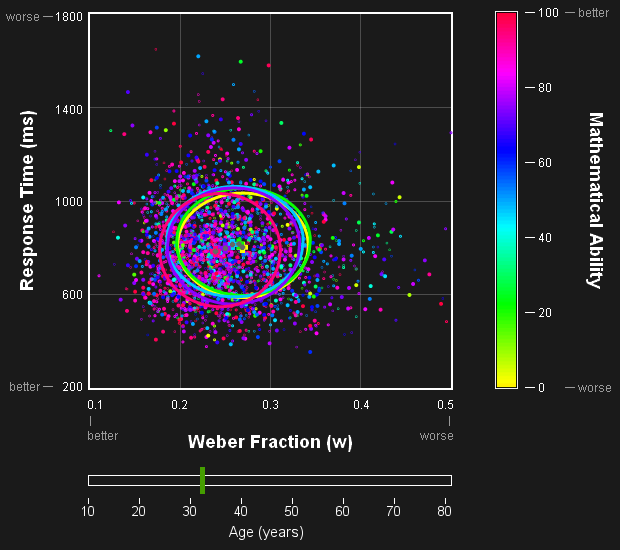 worse 1800
1400
1000
600
better 200
Response Time (ms)
0.1 0.2 0.3 0.4 0.5
better worse
Weber Fraction (w)
10 20 30 40 50 60 70 80
Age (years)
100 better
80
60
40
20
0 worse
Mathematical Ability